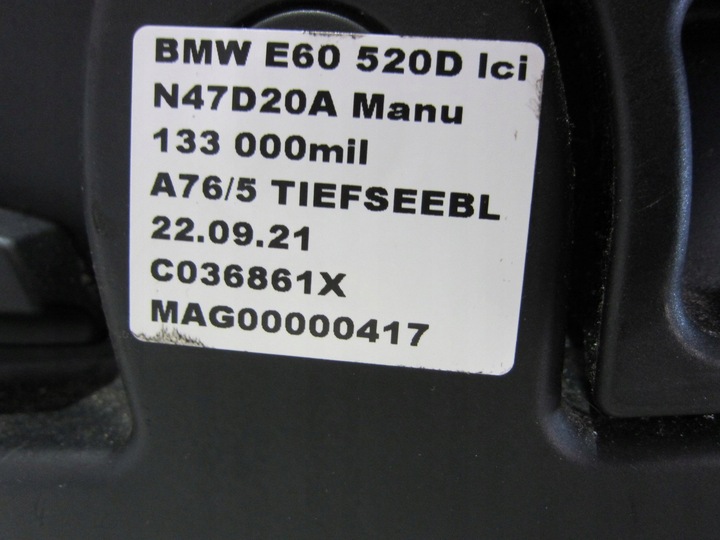 BMW E60 520D lci
N47D20A Manu
133 000mil
A76/5 TIEFSEEBL
22.09.21
C036861X
MAG00000417